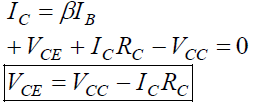 I_C = βI_B
+V_CE + I_C R_C − V_CC = 0
V_CE = V_CC − I_C R_C